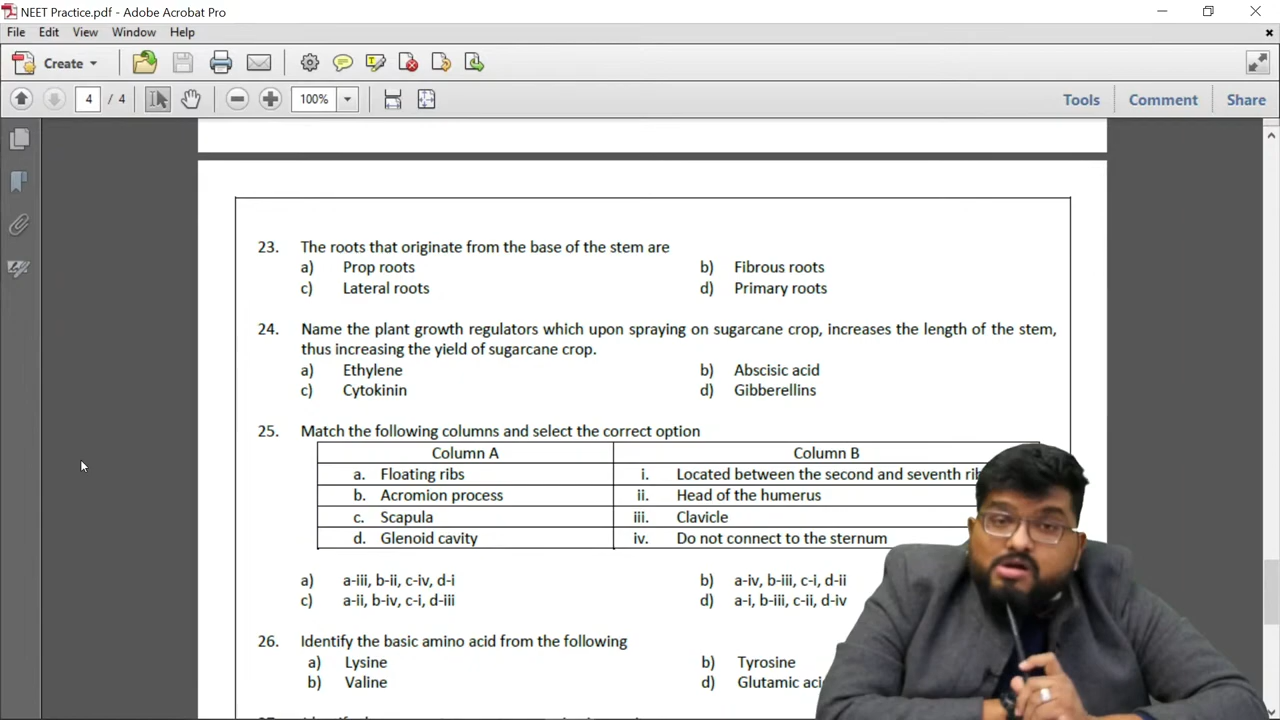 NEET Practice.pdf - Adobe Acrobat Pro
File Edit View Window Help
Create
4 / 4 100% Tools Comment Share
23. The roots that originate from the base of the stem are
a) Prop roots b) Fibrous roots
c) Lateral roots d) Primary roots
24. Name the plant growth regulators which upon spraying on sugarcane crop, increases the length of the stem,
thus increasing the yield of sugarcane crop.
a) Ethylene b) Abscisic acid
c) Cytokinin d) Gibberellins
25. Match the following columns and select the correct option
Column A Column B
a. Floating ribs i. Located between the second and seventh
b. Acromion process ii. Head of the humerus
c. Scapula iii. Clavicle
d. Glenoid cavity iv. Do not connect to the sternum
a) a-iii, b-ii, c-iv, d-i b) a-iv, b-iii, c-i, d-ii
c) a-ii, b-iv, c-i, d-iii d) a-i, b-iii, c-ii, d-iv
26. Identify the basic amino acid from the following
a) Lysine b) Tyrosine
b) Valine d) Glutamic